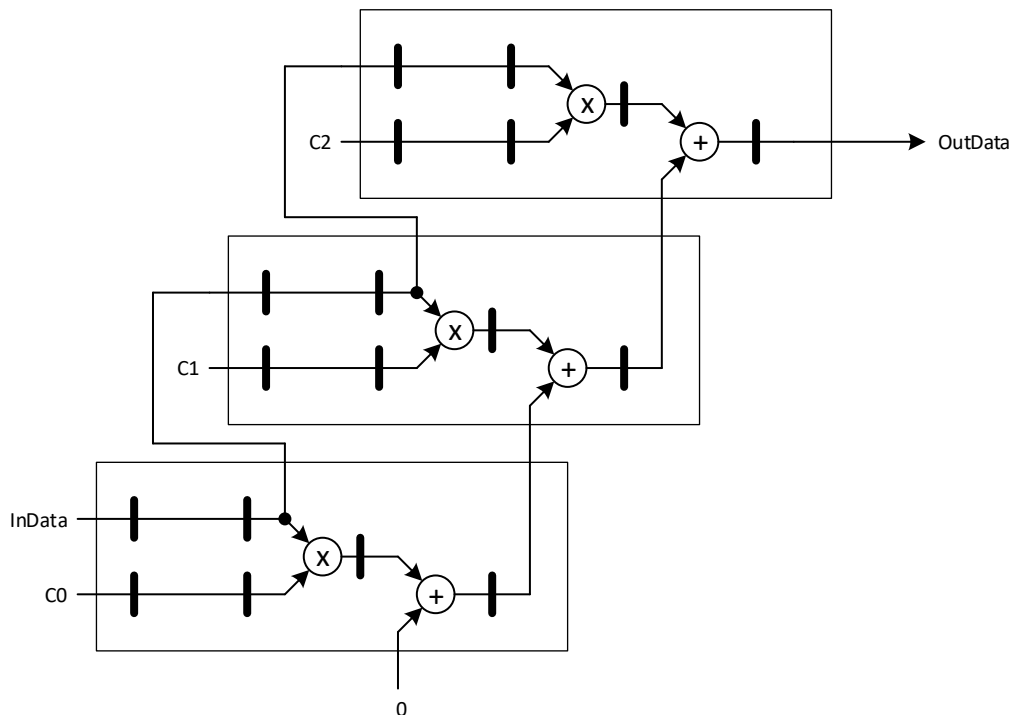 x
C2
+
OutData
x
C1
+
InData
x
C0
+
0